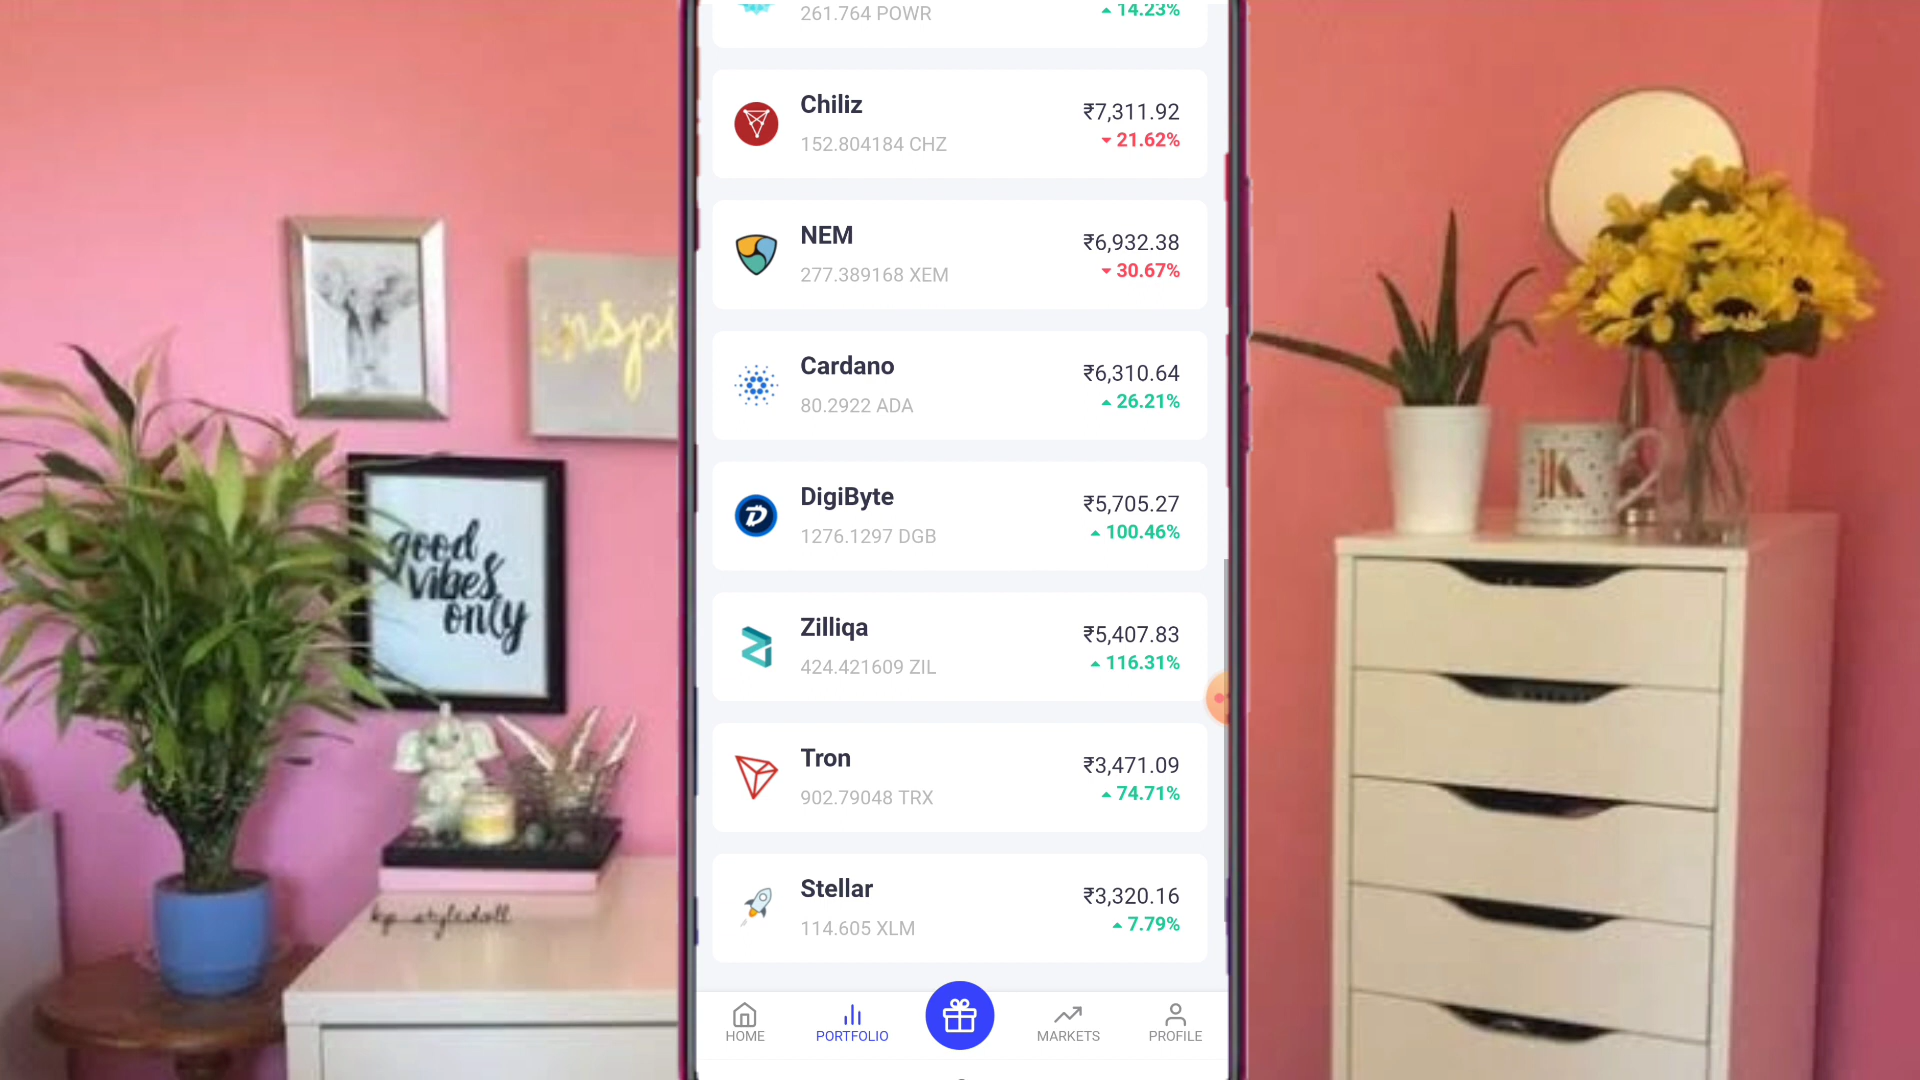 261.764 POWR
14.23%
Chiliz
₹7,311.92
152.804184 CHZ
21.62%
NEM
₹6,932.38
277.389168 XEM
30.67%
Cardano
₹6,310.64
80.2922 ADA
26.21%
DigiByte
₹5,705.27
1276.1297 DGB
100.46%
Zilliqa
₹5,407.83
424.421609 ZIL
116.31%
Tron
₹3,471.09
902.79048 TRX
74.71%
Stellar
₹3,320.16
114.605 XLM
7.79%
HOME
PORTFOLIO
MARKETS
PROFILE
inspi
good
vibes
only
kp_styledoll
K